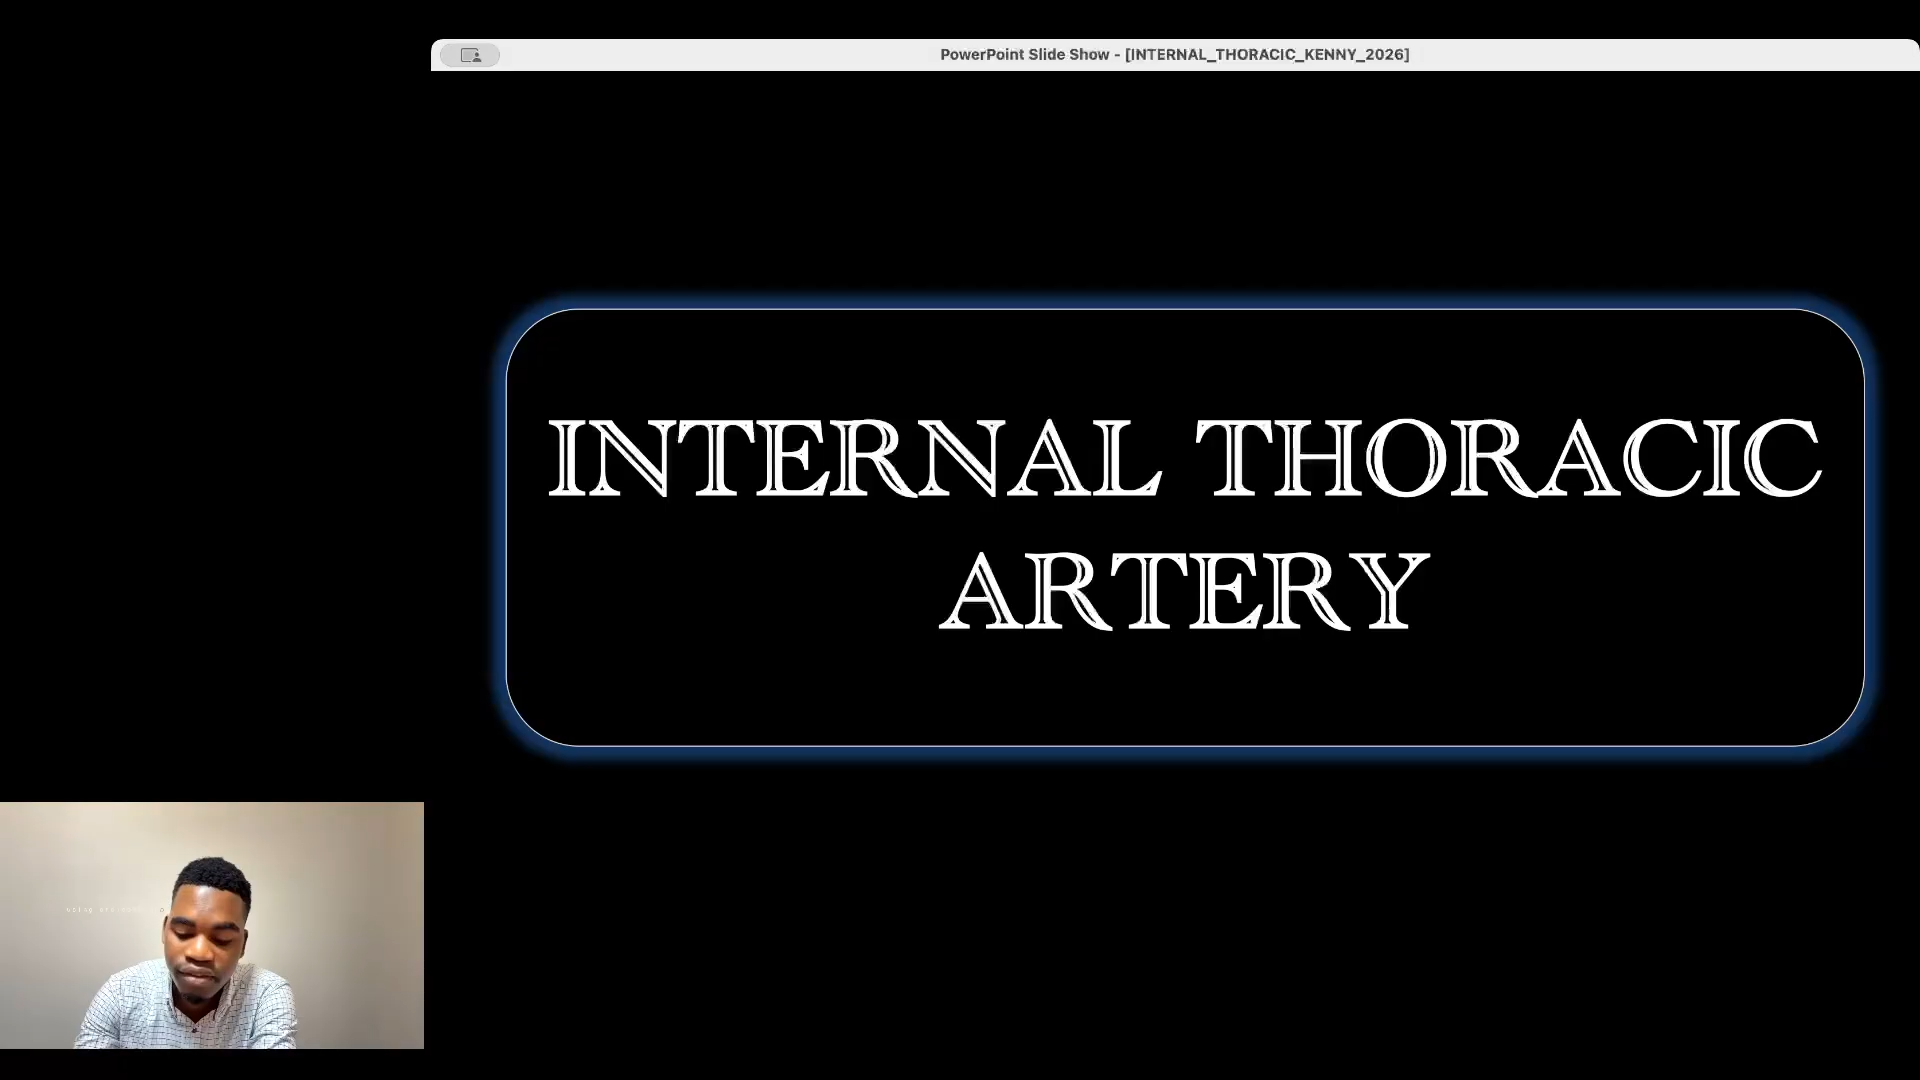 PowerPoint Slide Show - [INTERNAL_THORACIC_KENNY_2026]
INTERNAL THORACIC
ARTERY